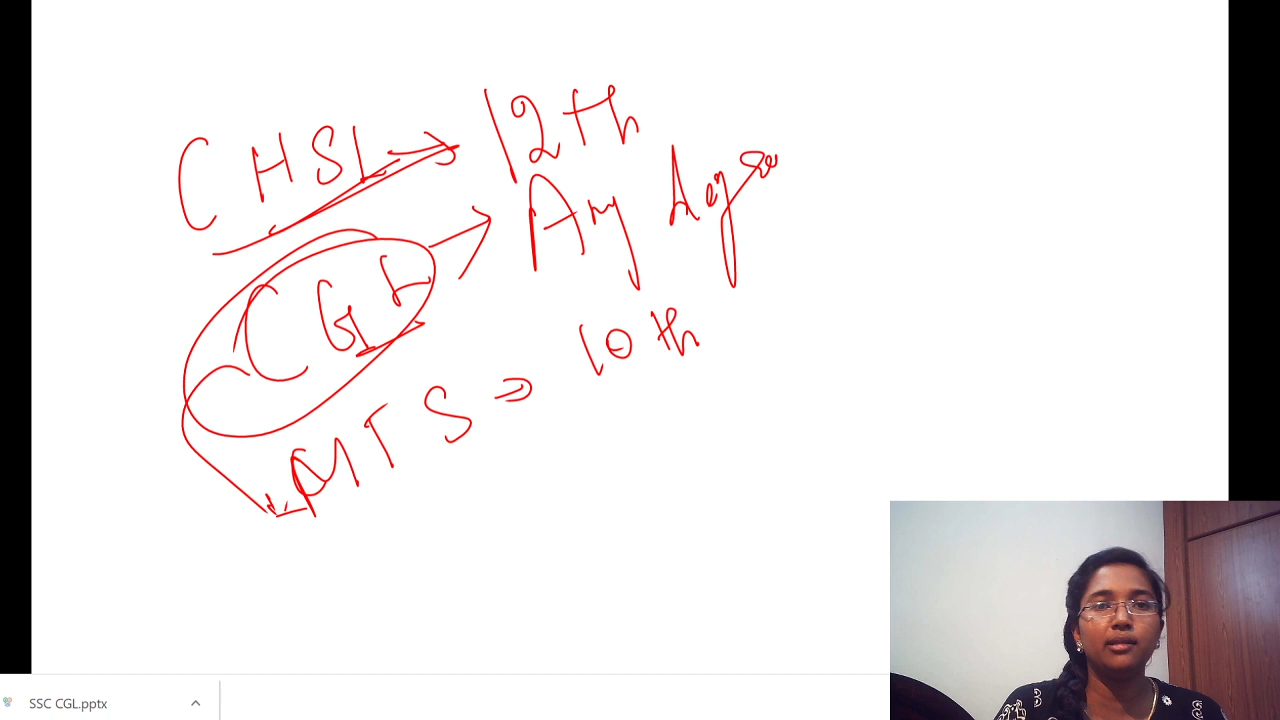 CHSL → 12th
CGL → Any degree
MTS ⇒ 10th
SSC CGL.pptx